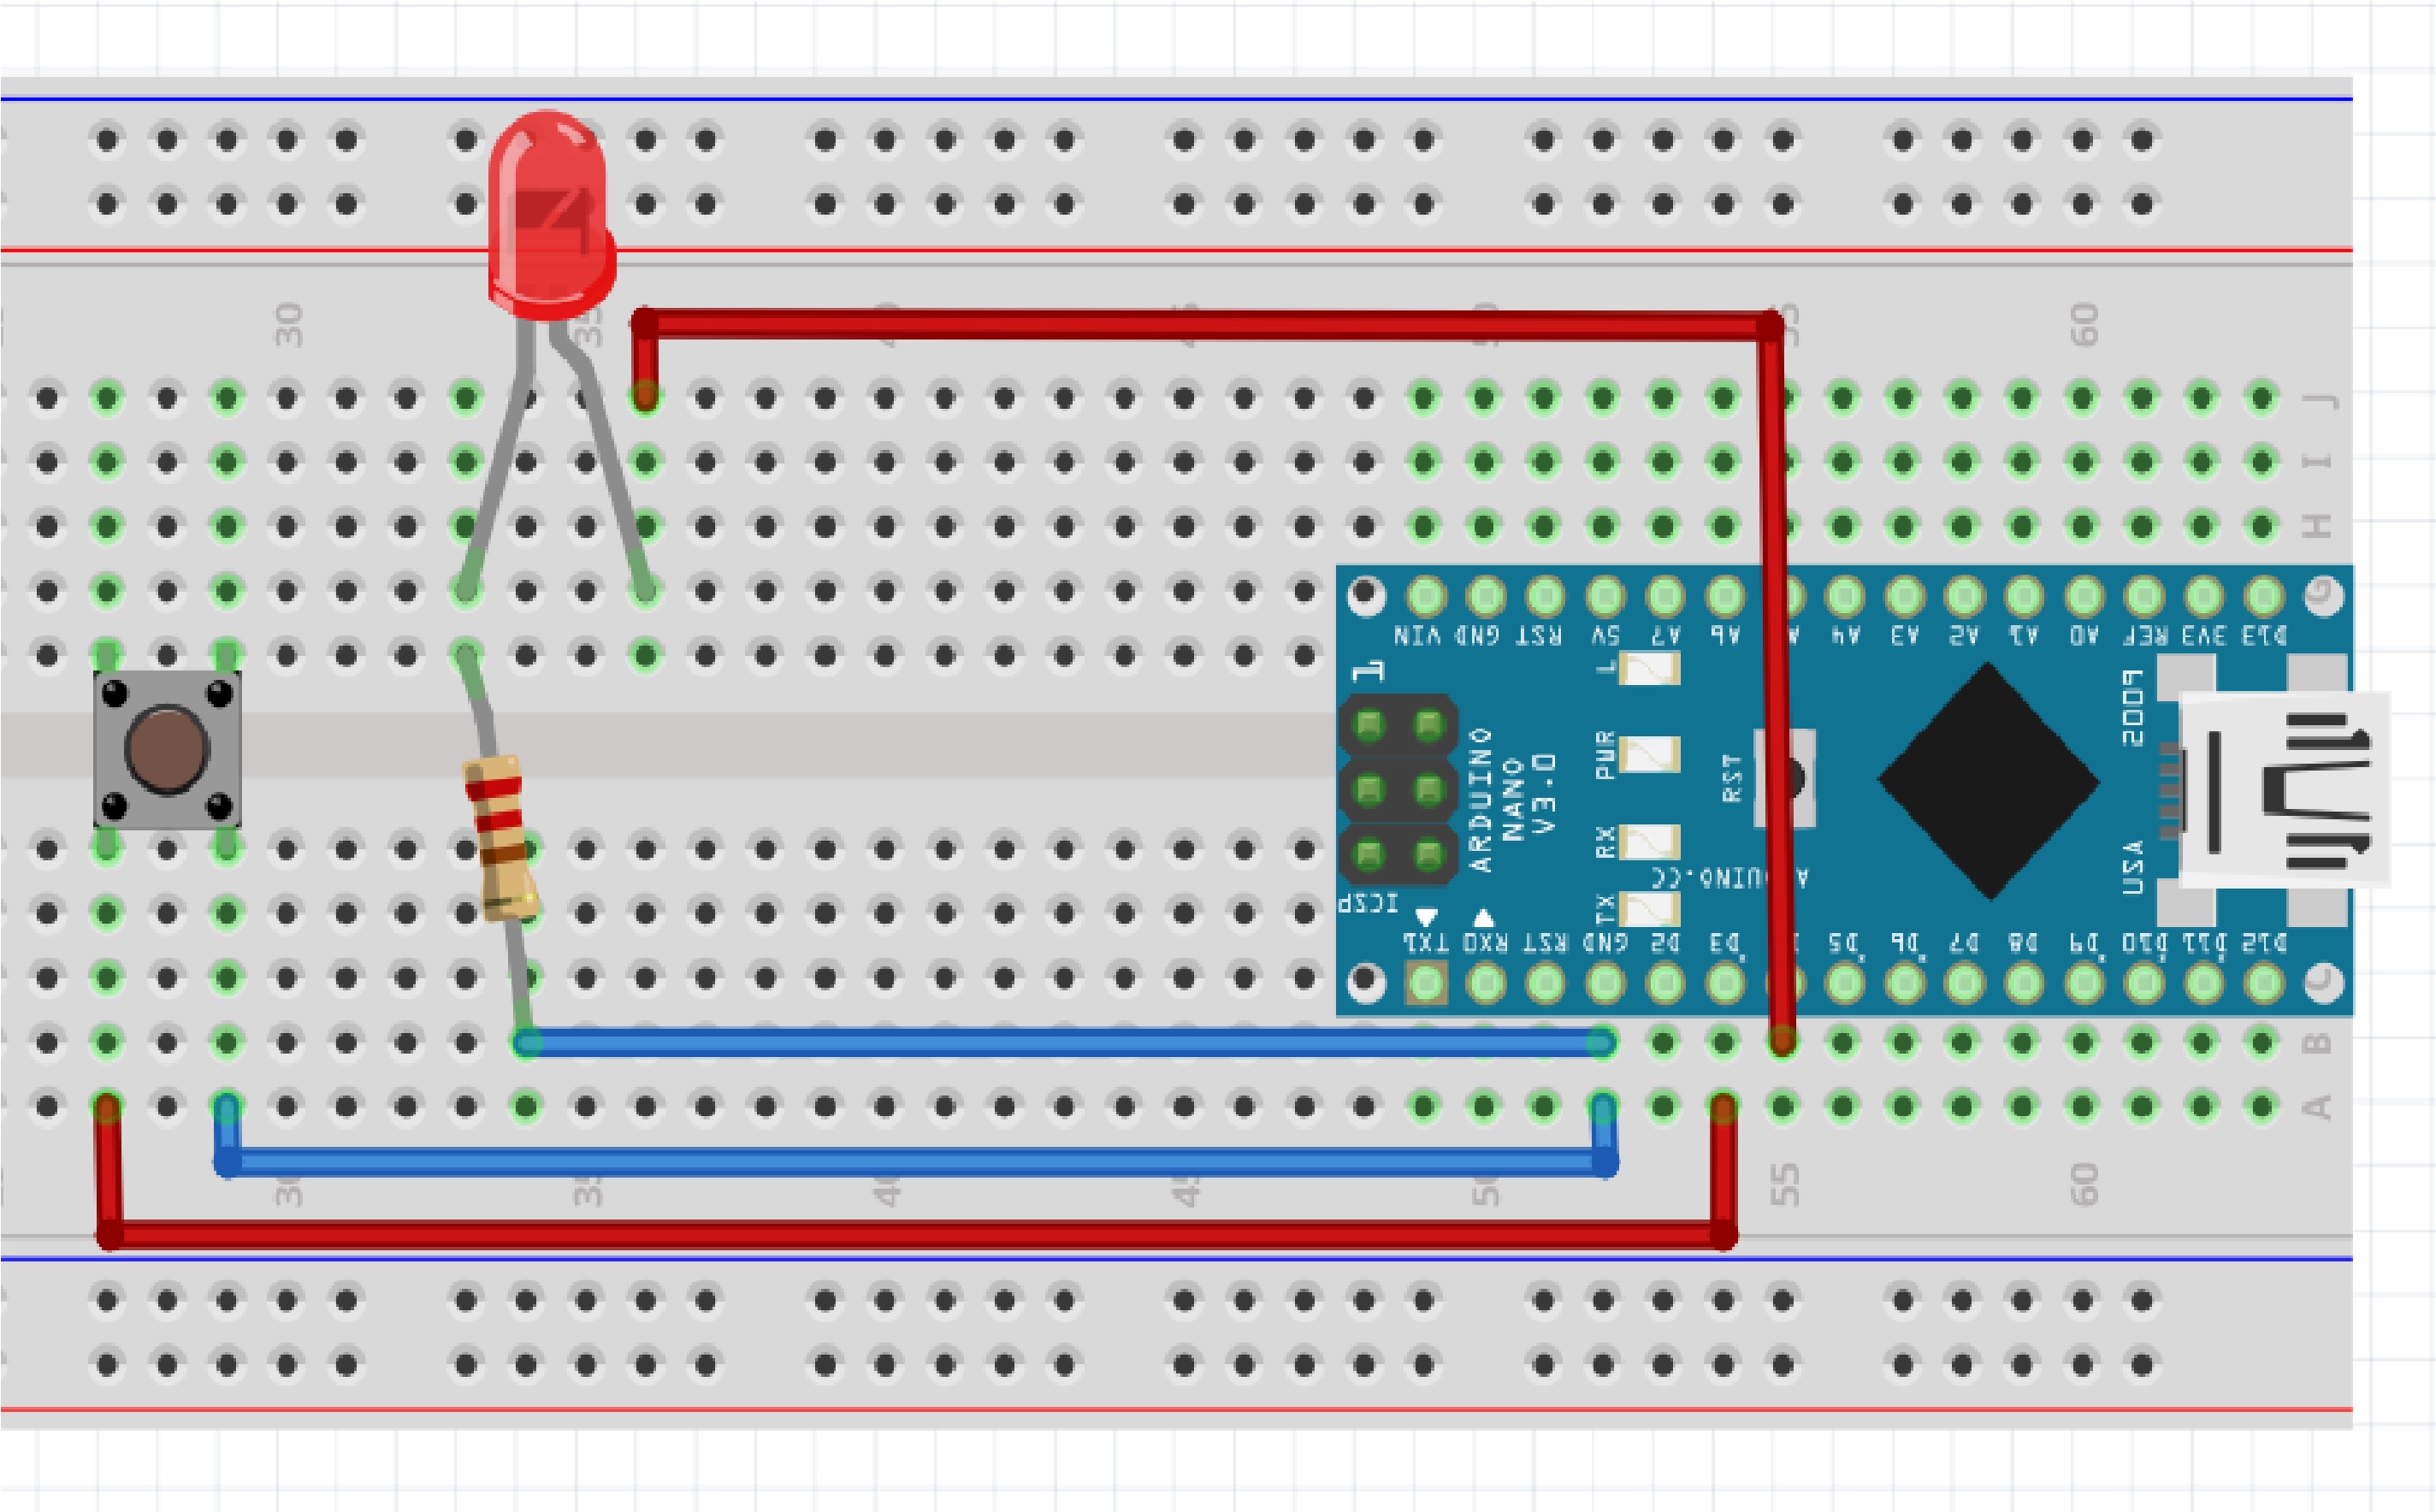 30 35 40 45 50 55 60
J
I
H
G
VIN GND RST 5V A7 A6 A A4 A3 A2 A1 A0 REF 3V3 D13
1
L
PWR
RX
TX
ARDUINO
NANO
V3.0
RST
2009
USA
ARDUINO.CC
ICSP
TX1 RX0 RST GND D2 D3 D5 D6 D7 D8 D9 D10 D11 D12
C
B
A
30 35 40 45 50 55 60